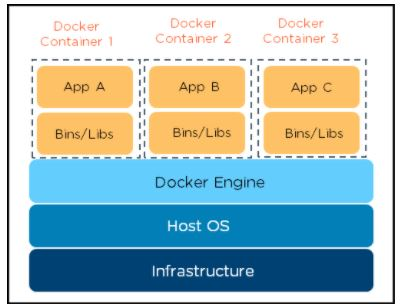 Docker
Container 1
Docker
Container 2
Docker
Container 3
App A
App B
App C
Bins/Libs
Bins/Libs
Bins/Libs
Docker Engine
Host OS
Infrastructure